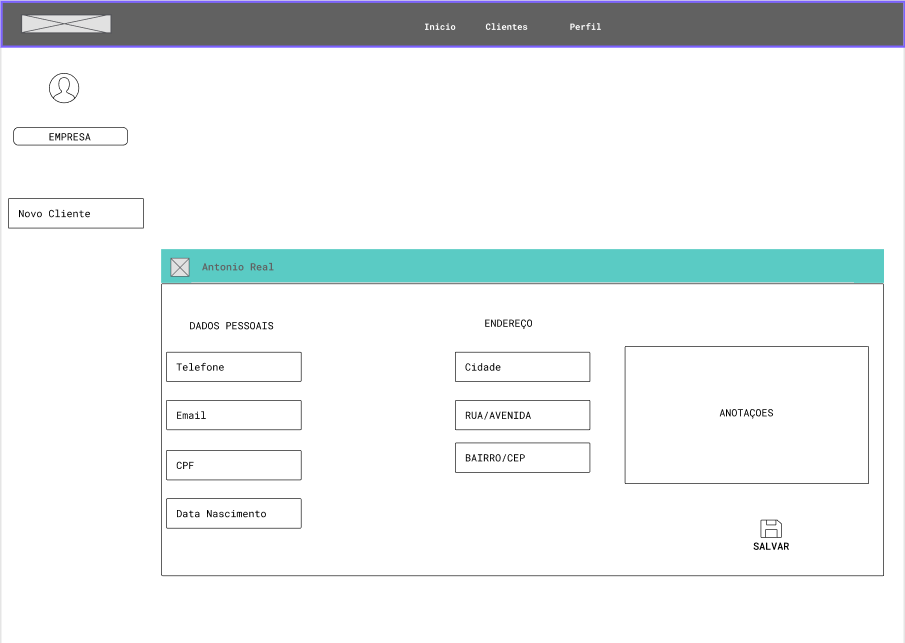 Início
Clientes
Perfil
EMPRESA
Novo Cliente
Antonio Real
DADOS PESSOAIS
ENDEREÇO
Telefone
Cidade
Email
RUA/AVENIDA
ANOTAÇOES
CPF
BAIRRO/CEP
Data Nascimento
SALVAR